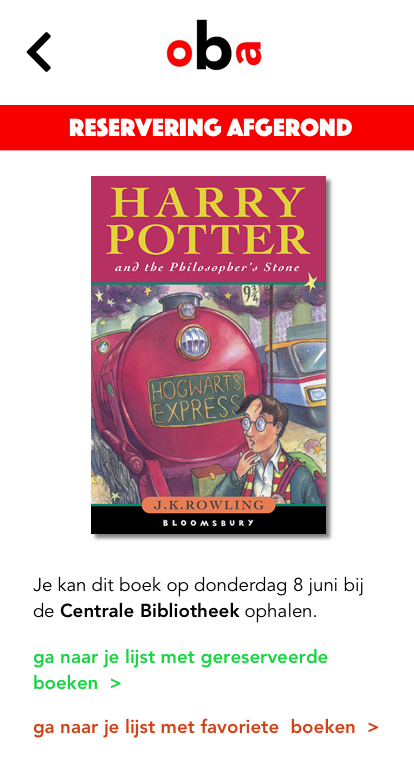 oba
RESERVERING AFGEROND
HARRY
POTTER
and the Philosopher's Stone
9¾
HOGWARTS
EXPRESS
J.K.ROWLING
BLOOMSBURY
Je kan dit boek op donderdag 8 juni bij
de Centrale Bibliotheek ophalen.
ga naar je lijst met gereserveerde
boeken >
ga naar je lijst met favoriete boeken >